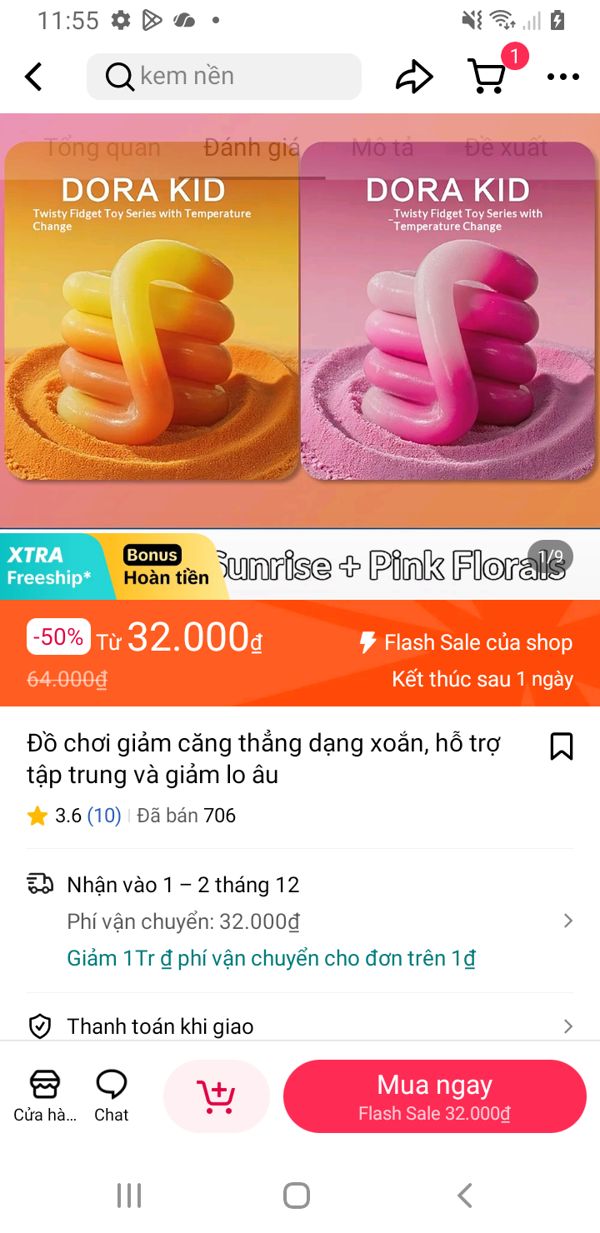 11:55
kem nền
1
Tổng quan Đánh giá Mô tả Đề xuất
DORA KID
Twisty Fidget Toy Series with Temperature
Change
DORA KID
Twisty Fidget Toy Series with
Temperature Change
XTRA
Freeship*
Bonus
Hoàn tiền
Sunrise + Pink Florals
1/9
-50% Từ 32.000₫
64.000₫
Flash Sale của shop
Kết thúc sau 1 ngày
Đồ chơi giảm căng thẳng dạng xoắn, hỗ trợ
tập trung và giảm lo âu
3.6 (10) Đã bán 706
Nhận vào 1 – 2 tháng 12
Phí vận chuyển: 32.000₫
Giảm 1Tr ₫ phí vận chuyển cho đơn trên 1₫
Thanh toán khi giao
Cửa hà...
Chat
Mua ngay
Flash Sale 32.000₫